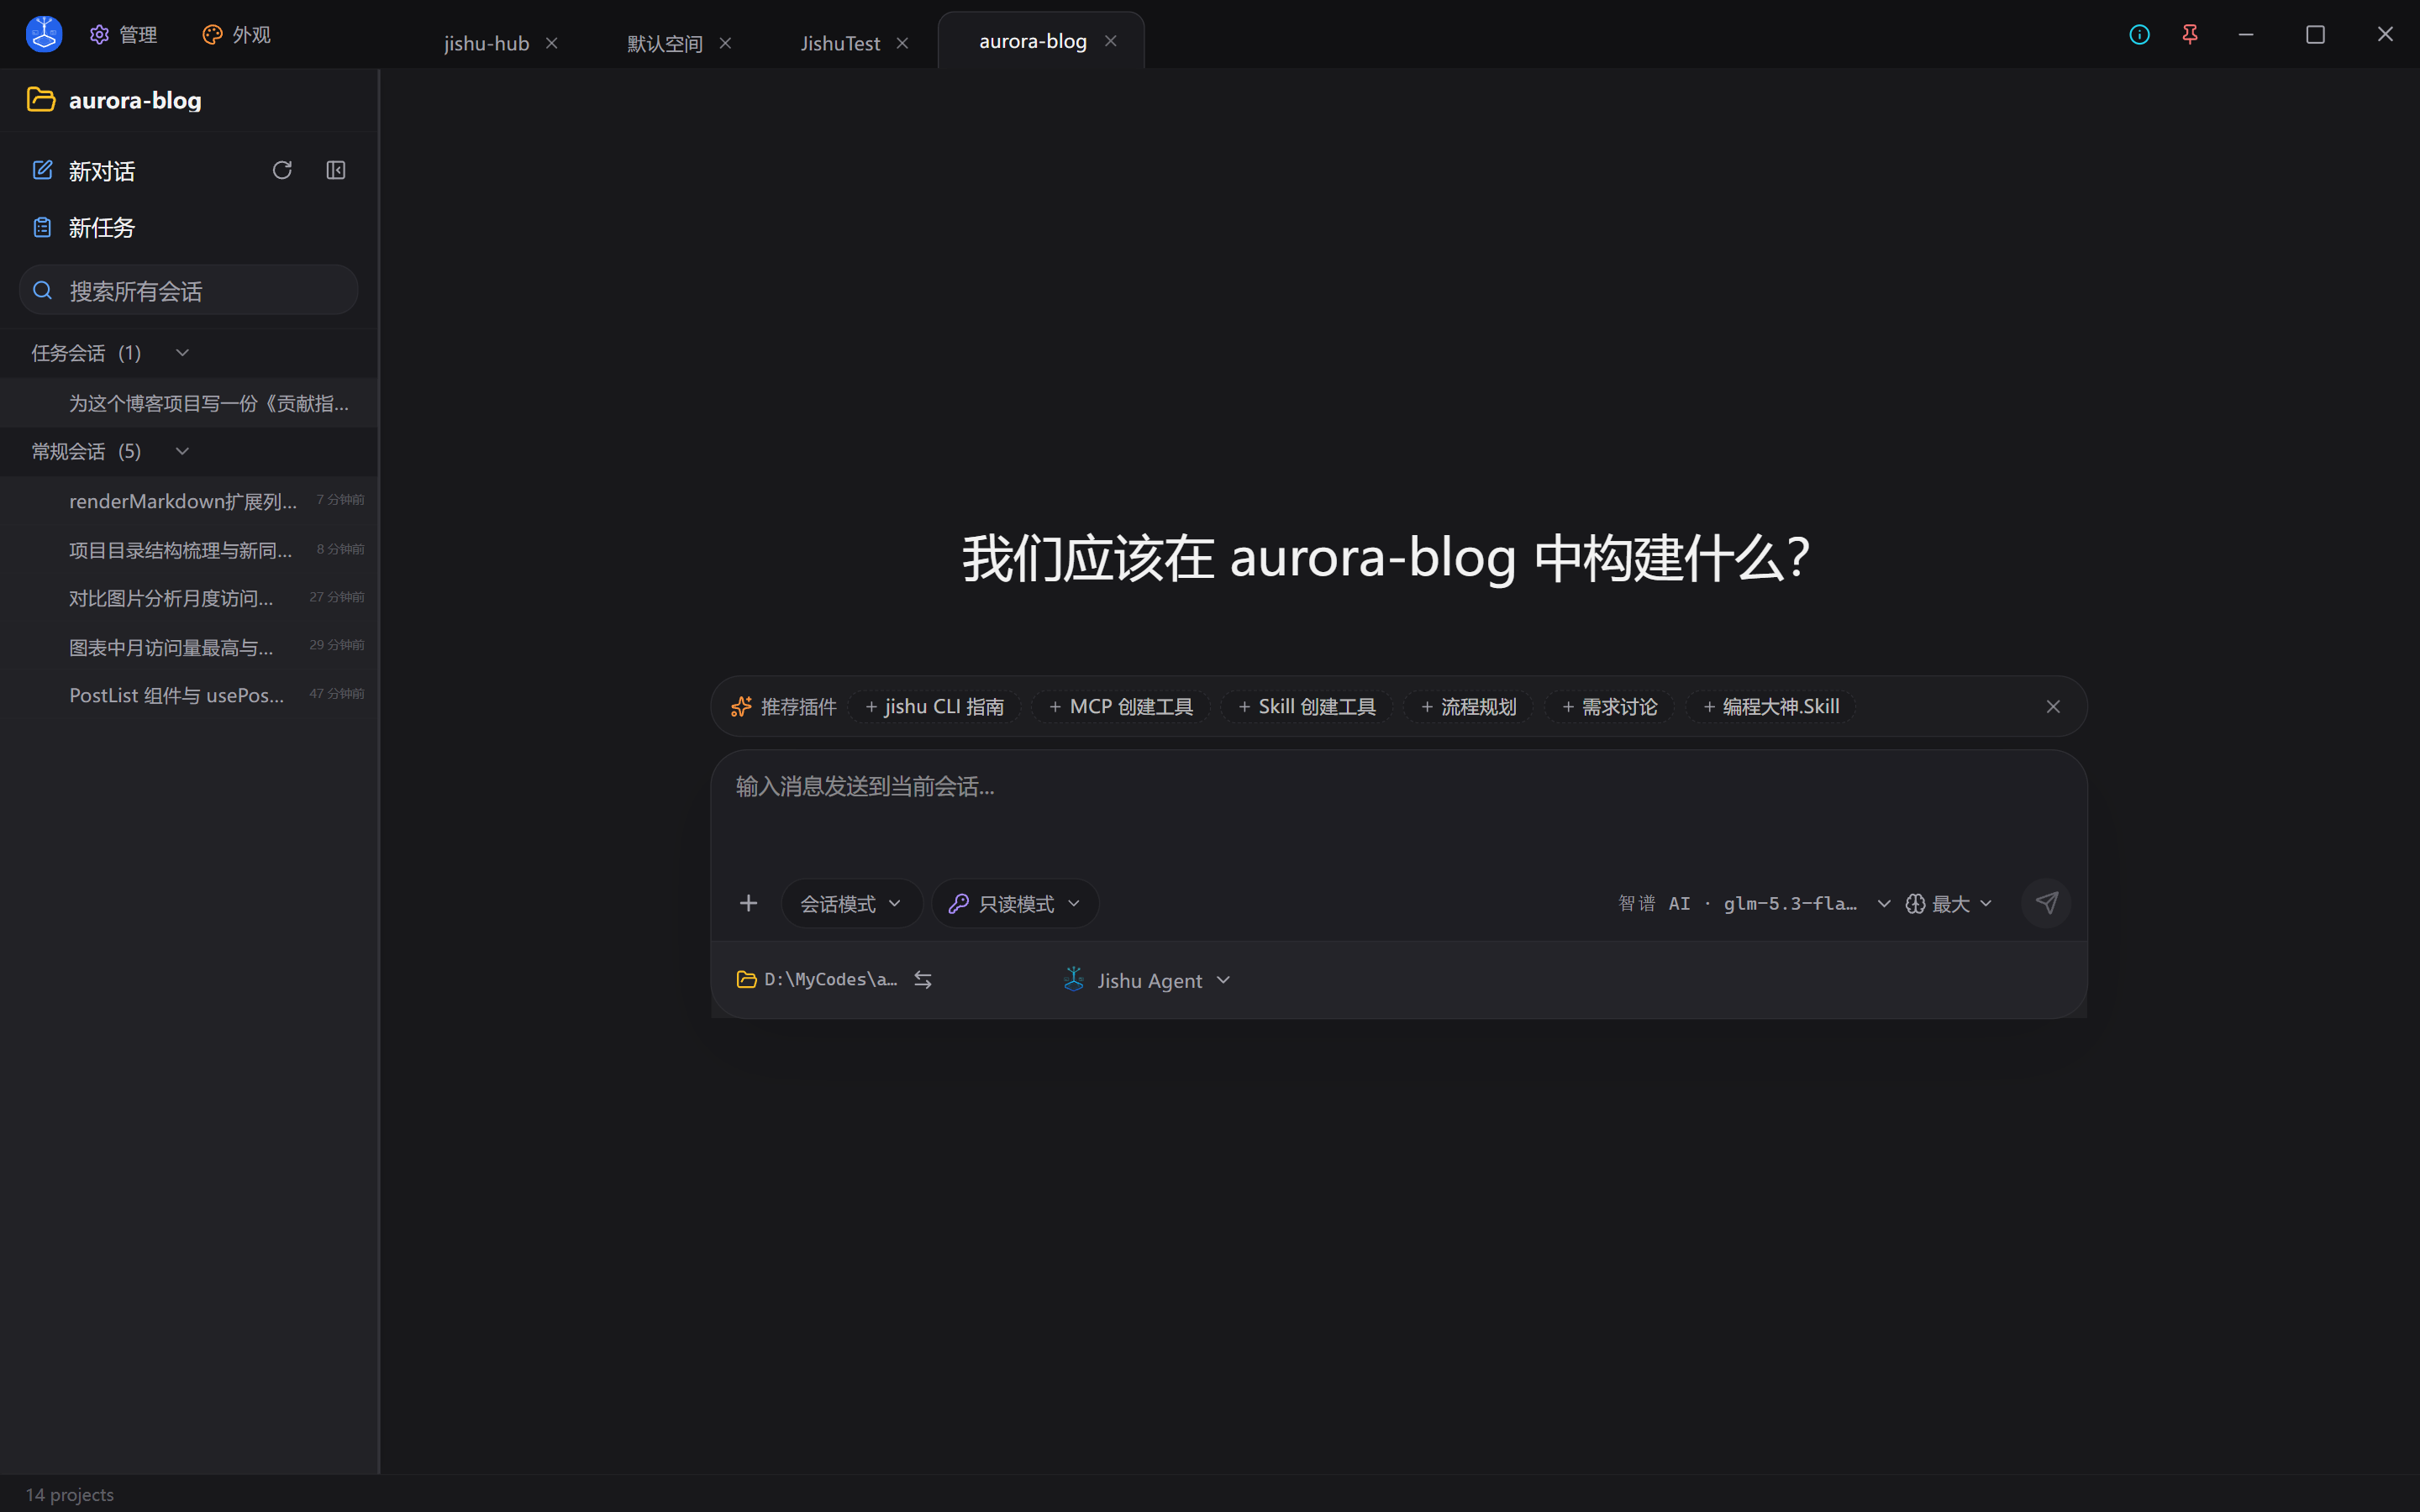 管理
外观
jishu-hub
默认空间
JishuTest
aurora-blog
aurora-blog
新对话
新任务
搜索所有会话
任务会话 (1)
为这个博客项目写一份《贡献指...
常规会话 (5)
renderMarkdown扩展列... 7 分钟前
项目目录结构梳理与新同... 8 分钟前
对比图片分析月度访问... 27 分钟前
图表中月访问量最高与... 29 分钟前
PostList 组件与 usePos... 47 分钟前
我们应该在 aurora-blog 中构建什么？
推荐插件 + jishu CLI 指南 + MCP 创建工具 + Skill 创建工具 + 流程规划 + 需求讨论 + 编程大神.Skill
输入消息发送到当前会话...
会话模式 只读模式 智谱 AI · glm-5.3-fla… 最大
D:\MyCodes\a… Jishu Agent
14 projects